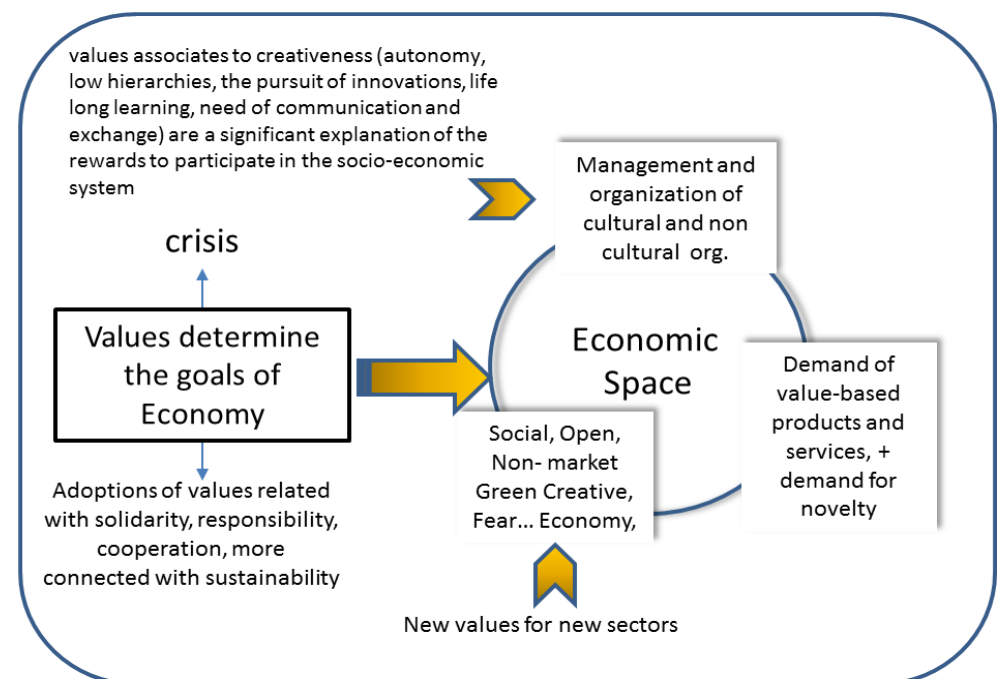 values associates to creativeness (autonomy,
low hierarchies, the pursuit of innovations, life
long learning, need of communication and
exchange) are a significant explanation of the
rewards to participate in the socio-economic
system
Management and
organization of
cultural and non
cultural org.
crisis
Values determine
the goals of
Economy
Economic
Space
Demand of
value-based
products and
services, +
demand for
novelty
Social, Open,
Non- market
Green Creative,
Fear... Economy,
Adoptions of values related
with solidarity, responsibility,
cooperation, more
connected with sustainability
New values for new sectors